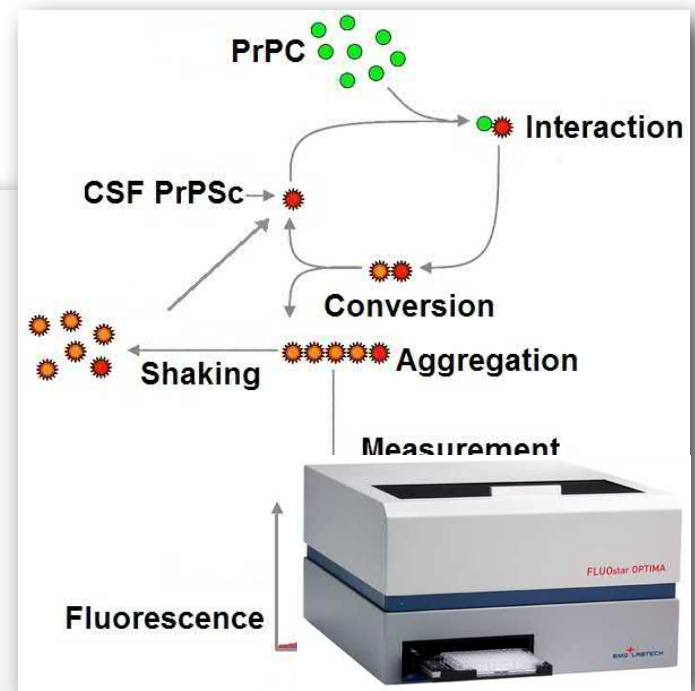 PrPC
Interaction
CSF PrPSc
Conversion
Shaking
Aggregation
Measurement
FLUOstar OPTIMA
Fluorescence
BMG LABTECH